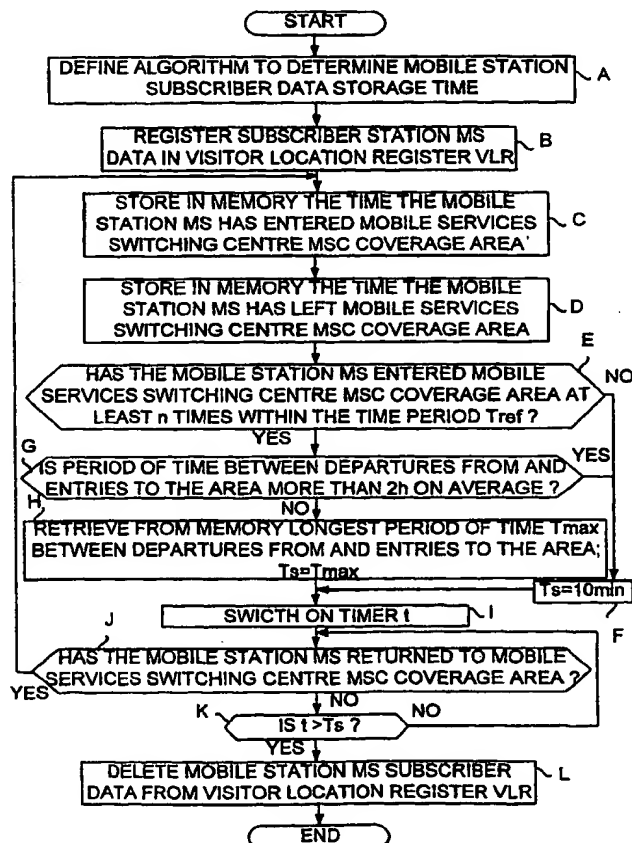 START
DEFINE ALGORITHM TO DETERMINE MOBILE STATION
SUBSCRIBER DATA STORAGE TIME
A
REGISTER SUBSCRIBER STATION MS
DATA IN VISITOR LOCATION REGISTER VLR
B
STORE IN MEMORY THE TIME THE MOBILE
STATION MS HAS ENTERED MOBILE SERVICES
SWITCHING CENTRE MSC COVERAGE AREA'
C
STORE IN MEMORY THE TIME THE MOBILE
STATION MS HAS LEFT MOBILE SERVICES
SWITCHING CENTRE MSC COVERAGE AREA
D
E
HAS THE MOBILE STATION MS ENTERED MOBILE
SERVICES SWITCHING CENTRE MSC COVERAGE AREA AT
LEAST n TIMES WITHIN THE TIME PERIOD Tref ?
NO
YES
G
IS PERIOD OF TIME BETWEEN DEPARTURES FROM AND
ENTRIES TO THE AREA MORE THAN 2h ON AVERAGE ?
YES
NO
H
RETRIEVE FROM MEMORY LONGEST PERIOD OF TIME Tmax
BETWEEN DEPARTURES FROM AND ENTRIES TO THE AREA;
Ts=Tmax
Ts=10min
F
SWICTH ON TIMER t
I
J
HAS THE MOBILE STATION MS RETURNED TO MOBILE
SERVICES SWITCHING CENTRE MSC COVERAGE AREA ?
YES
NO
K
IS t >Ts ?
NO
YES
DELETE MOBILE STATION MS SUBSCRIBER
DATA FROM VISITOR LOCATION REGISTER VLR
L
END